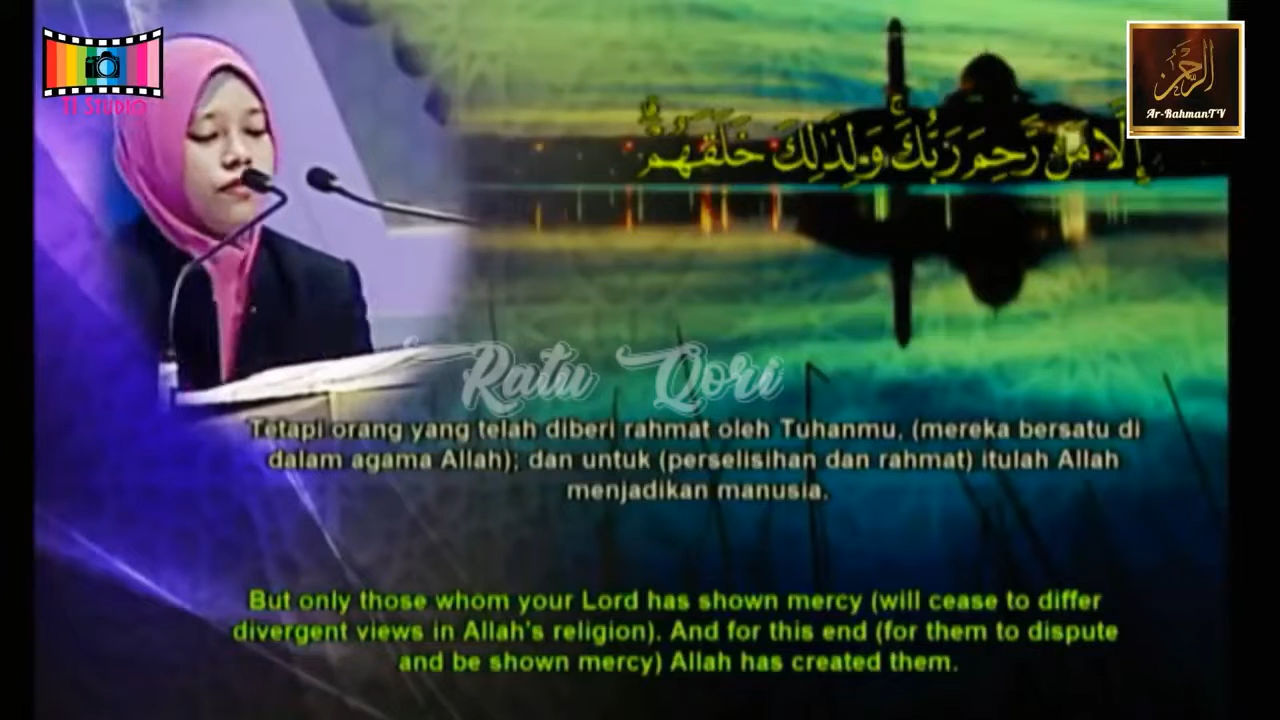 TI STUDIO
الرحمن
Ar-RahmanTV
إِلَّا مَن رَّحِمَ رَبُّكَ ۚ وَلِذَٰلِكَ خَلَقَهُمْ ۗ
Ratu Qori
Tetapi orang yang telah diberi rahmat oleh Tuhanmu, (mereka bersatu di
dalam agama Allah); dan untuk (perselisihan dan rahmat) itulah Allah
menjadikan manusia.
But only those whom your Lord has shown mercy (will cease to differ
divergent views in Allah's religion). And for this end (for them to dispute
and be shown mercy) Allah has created them.